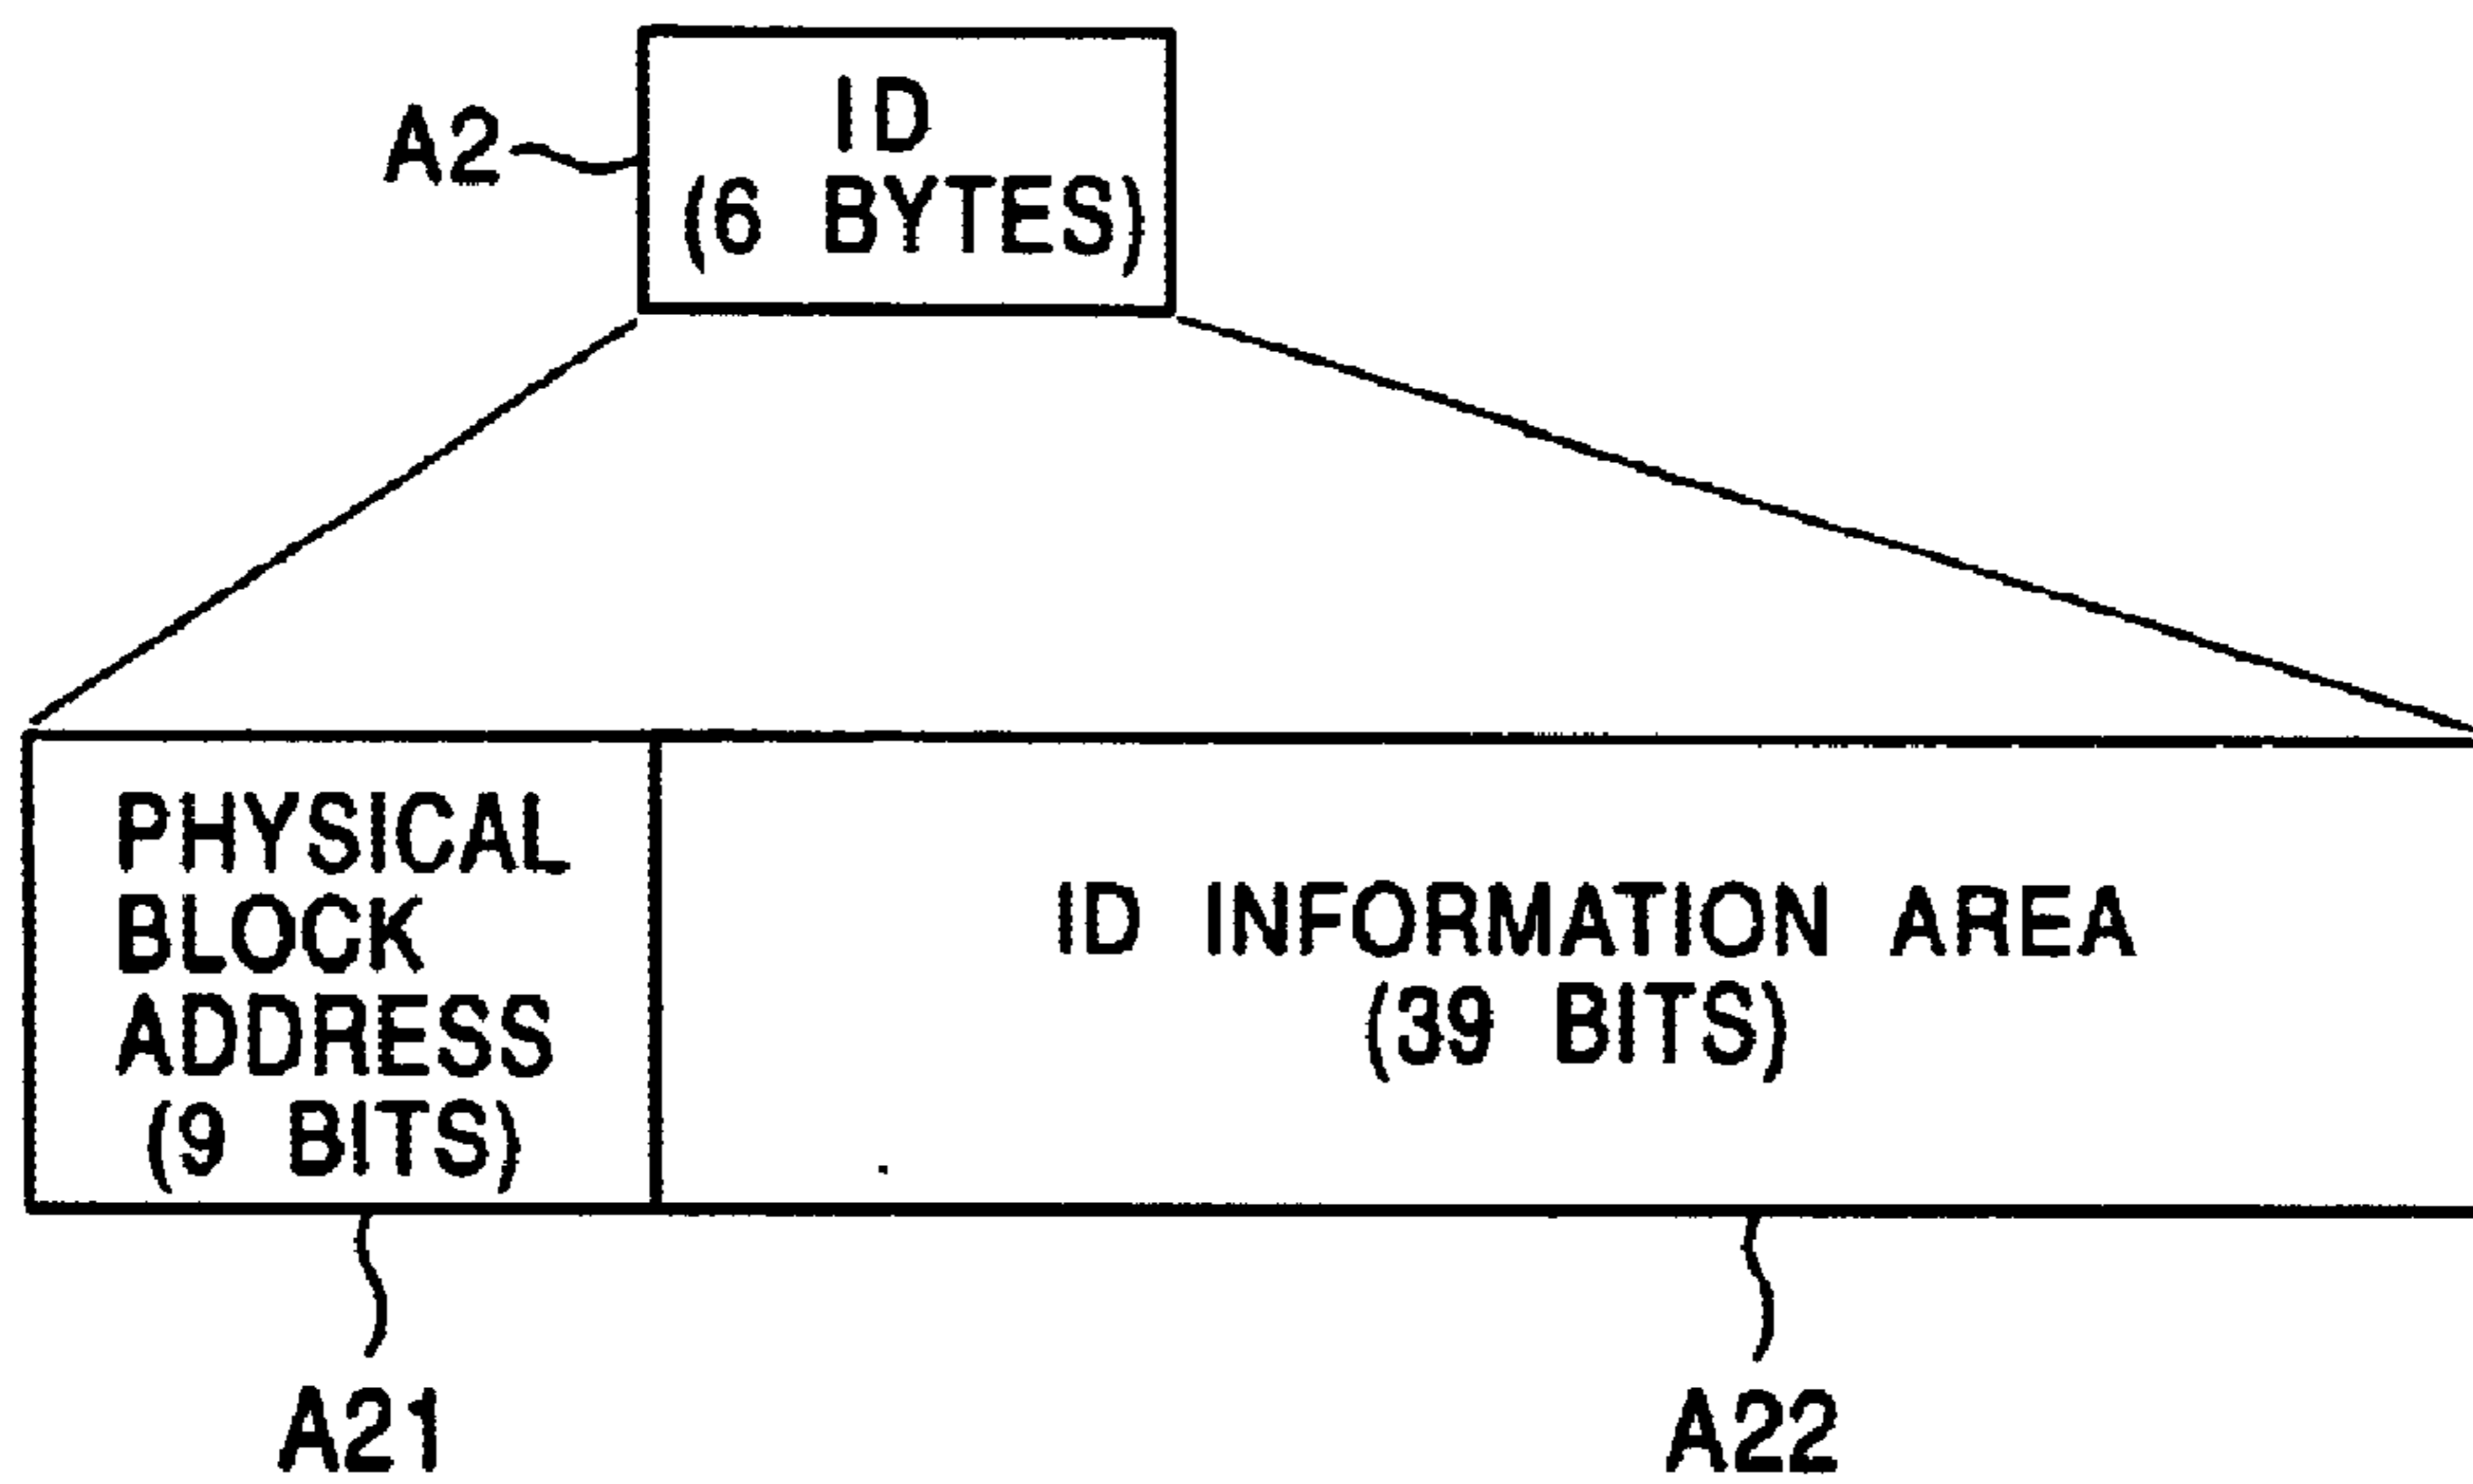 ID
A2
(6 BYTES)
PHYSICAL
BLOCK
ADDRESS
(9 BITS)
ID INFORMATION AREA
(39 BITS)
A21
A22